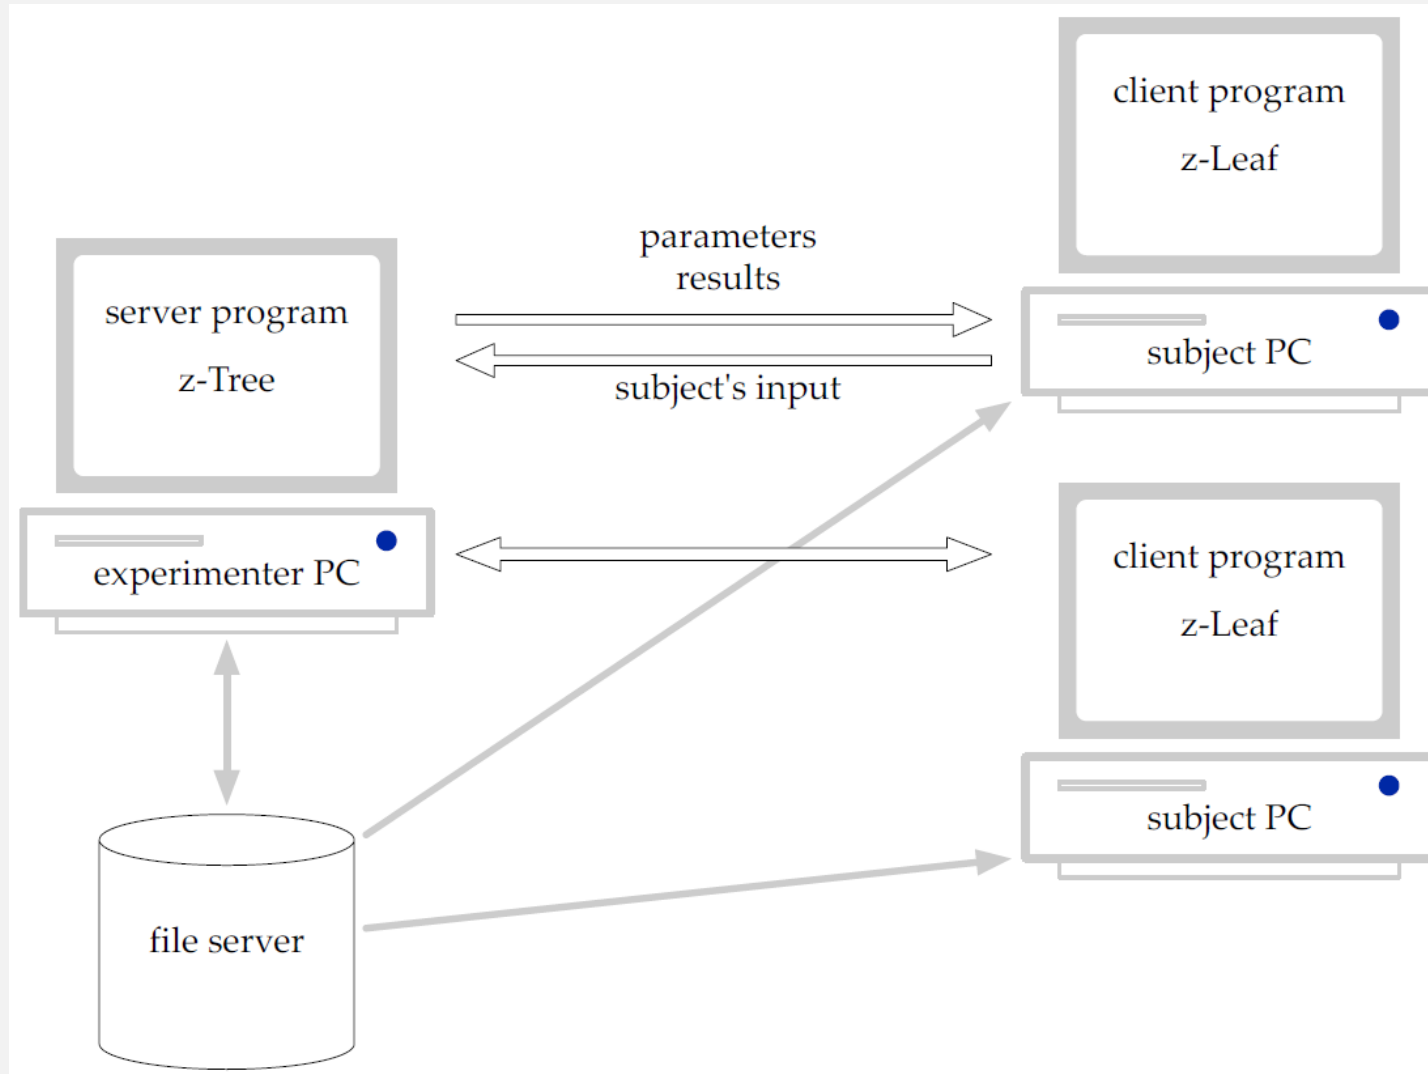 server program
z-Tree
experimenter PC
parameters
results
subject's input
client program
z-Leaf
subject PC
client program
z-Leaf
subject PC
file server